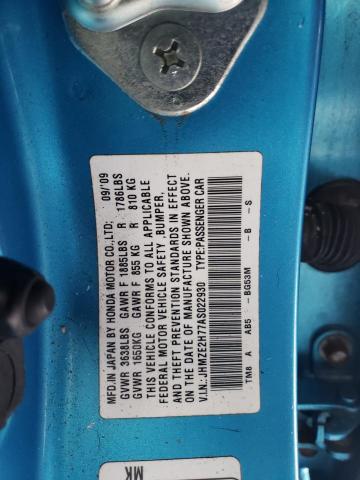 MFD.IN JAPAN BY HONDA MOTOR CO.,LTD. 09/'09
GVWR 3638LBS GAWR F 1885LBS R 1786LBS
GVWR 1650KG GAWR F 855 KG R 810 KG
THIS VEHICLE CONFORMS TO ALL APPLICABLE
FEDERAL MOTOR VEHICLE SAFETY, BUMPER,
AND THEFT PREVENTION STANDARDS IN EFFECT
ON THE DATE OF MANUFACTURE SHOWN ABOVE.
V.I.N.: JHMZE2H77AS022930 TYPE:PASSENGER CAR
TM8 A AB5 -BG53M -B -S
MK